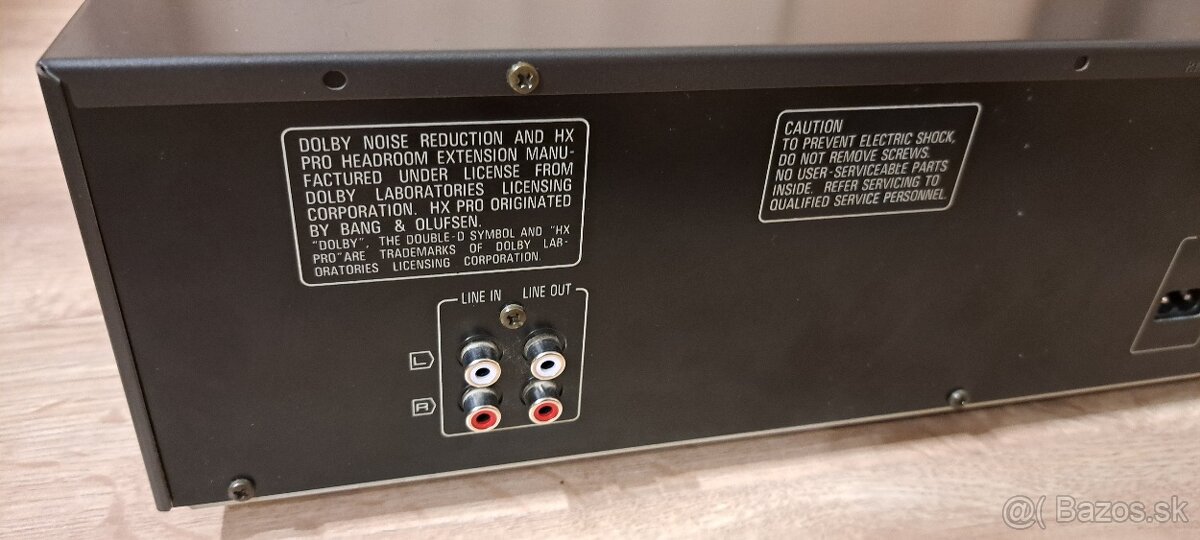 DOLBY NOISE REDUCTION AND HX
PRO HEADROOM EXTENSION MANU-
FACTURED UNDER LICENSE FROM
DOLBY LABORATORIES LICENSING
CORPORATION. HX PRO ORIGINATED
BY BANG & OLUFSEN.
"DOLBY", THE DOUBLE-D SYMBOL AND "HX
PRO"ARE TRADEMARKS OF DOLBY LAB-
ORATORIES LICENSING CORPORATION.
CAUTION
TO PREVENT ELECTRIC SHOCK,
DO NOT REMOVE SCREWS.
NO USER-SERVICEABLE PARTS
INSIDE. REFER SERVICING TO
QUALIFIED SERVICE PERSONNEL.
LINE IN LINE OUT
L
R
@( Bazos.sk